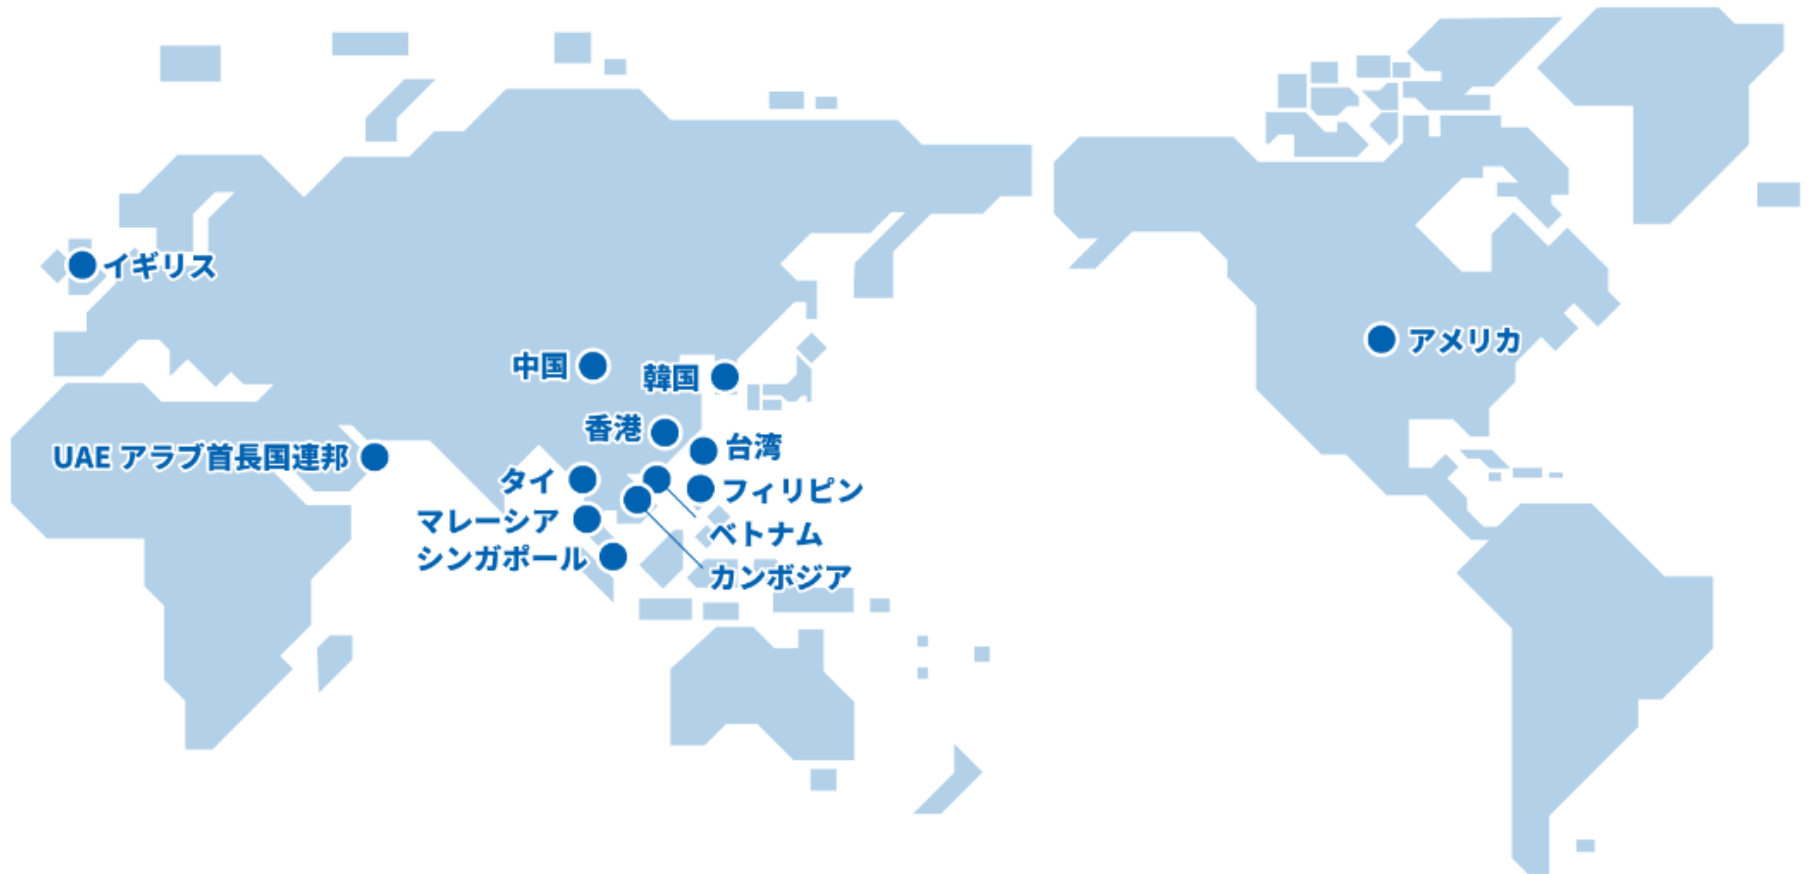 イギリス
アメリカ
中国
韓国
香港
台湾
UAE アラブ首長国連邦
タイ
フィリピン
マレーシア
ベトナム
シンガポール
カンボジア